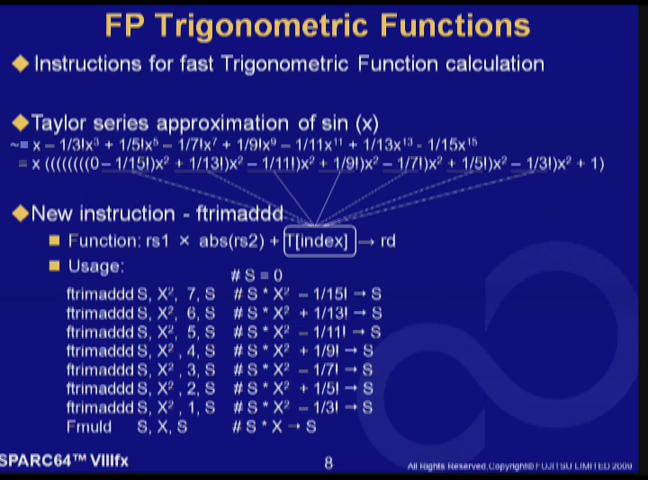 FP Trigonometric Functions
◆ Instructions for fast Trigonometric Function calculation
◆ Taylor series approximation of sin (x)
~= x – 1/3!x³ + 1/5!x⁵ – 1/7!x⁷ + 1/9!x⁹ – 1/11x¹¹ + 1/13x¹³ - 1/15x¹⁵
= x ((((((((0 – 1/15!)x² + 1/13!)x² – 1/11!)x² + 1/9!)x² – 1/7!)x² + 1/5!)x² – 1/3!)x² + 1)
◆ New instruction - ftrimaddd
■ Function: rs1 × abs(rs2) + T[index] → rd
■ Usage:
# S = 0
ftrimaddd S, X², 7, S # S * X² – 1/15! → S
ftrimaddd S, X², 6, S # S * X² + 1/13! → S
ftrimaddd S, X², 5, S # S * X² – 1/11! → S
ftrimaddd S, X² , 4, S # S * X² + 1/9! → S
ftrimaddd S, X² , 3, S # S * X² – 1/7! → S
ftrimaddd S, X² , 2, S # S * X² + 1/5! → S
ftrimaddd S, X² , 1, S # S * X² – 1/3! → S
Fmuld S, X, S # S * X → S
SPARC64™ VIIIfx
8
All Rights Reserved,Copyright© FUJITSU LIMITED 2009